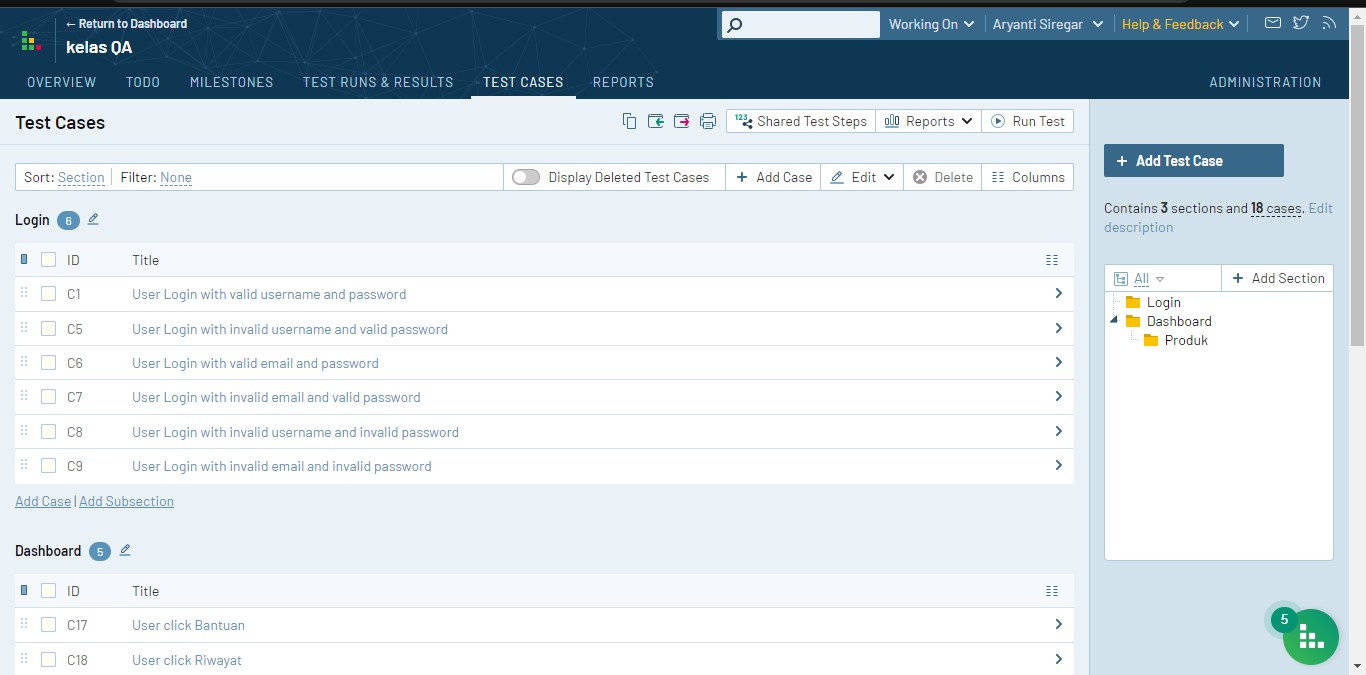 ← Return to Dashboard
kelas QA
Working On
Aryanti Siregar
Help & Feedback
OVERVIEW TODO MILESTONES TEST RUNS & RESULTS TEST CASES REPORTS ADMINISTRATION
Test Cases
123 Shared Test Steps Reports Run Test
Sort: Section Filter: None
Display Deleted Test Cases + Add Case Edit Delete Columns
Login 6
ID Title
C1 User Login with valid username and password
C5 User Login with invalid username and valid password
C6 User Login with valid email and password
C7 User Login with invalid email and valid password
C8 User Login with invalid username and invalid password
C9 User Login with invalid email and invalid password
Add Case | Add Subsection
Dashboard 5
ID Title
C17 User click Bantuan
C18 User click Riwayat
+ Add Test Case
Contains 3 sections and 18 cases. Edit
description
All + Add Section
Login
Dashboard
Produk
5